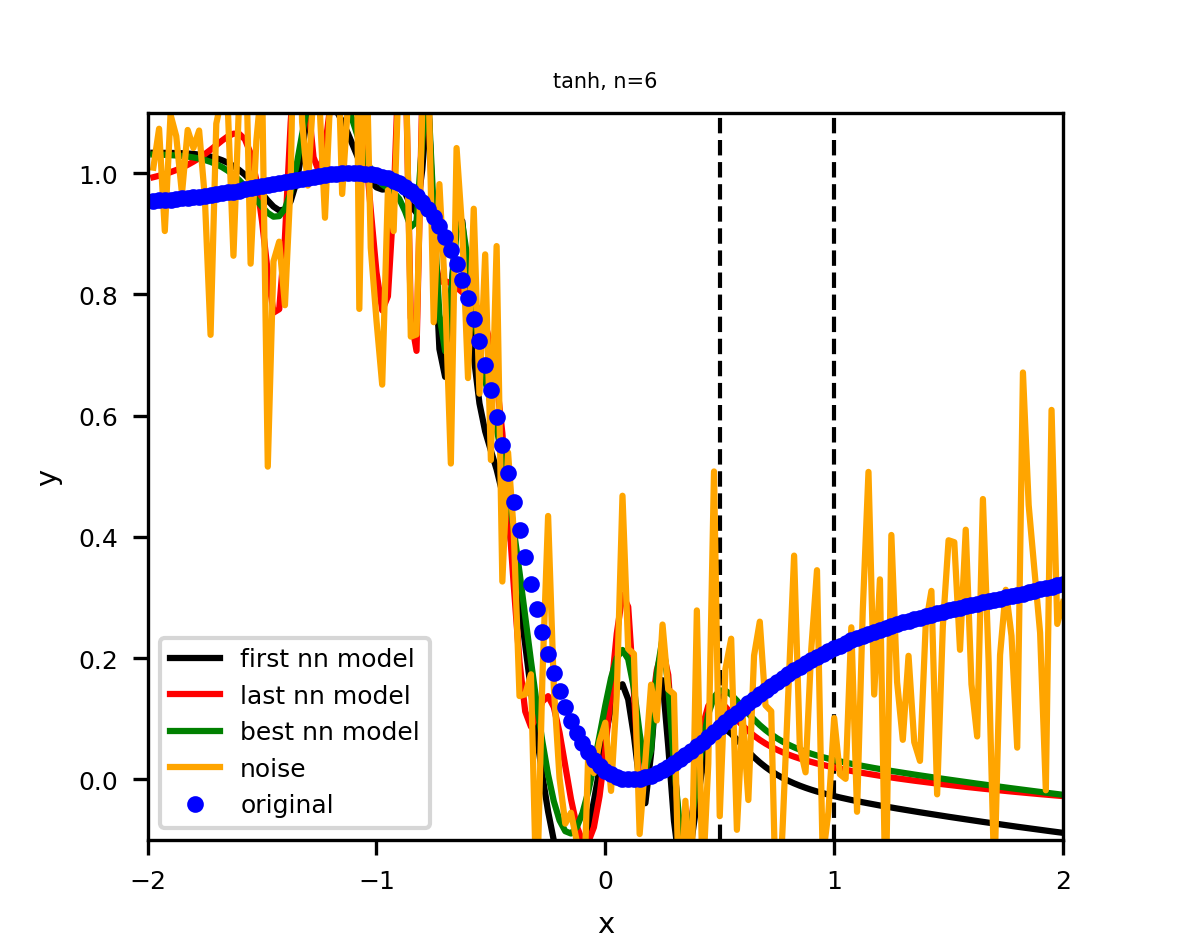 tanh, n=6
y
1.0
0.8
0.6
0.4
0.2
0.0
first nn model
last nn model
best nn model
noise
original
−2
−1
0
1
2
x